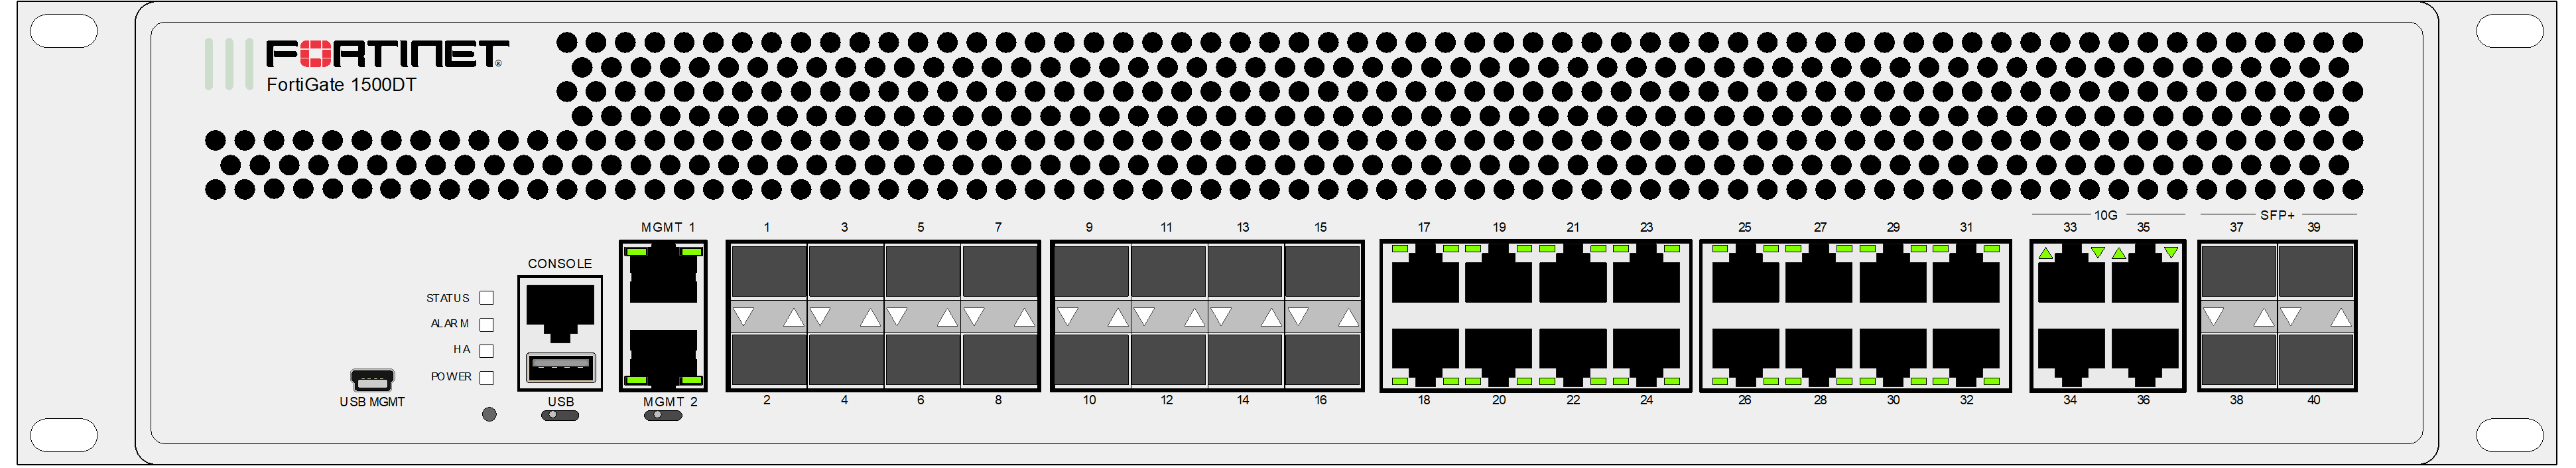 FORTINET®
FortiGate 1500DT
MGMT 1 1 3 5 7 9 11 13 15 17 19 21 23 25 27 29 31 10G 33 35 SFP+ 37 39
CONSOLE
STATUS
ALARM
HA
POWER
USB MGMT USB MGMT 2 2 4 6 8 10 12 14 16 18 20 22 24 26 28 30 32 34 36 38 40